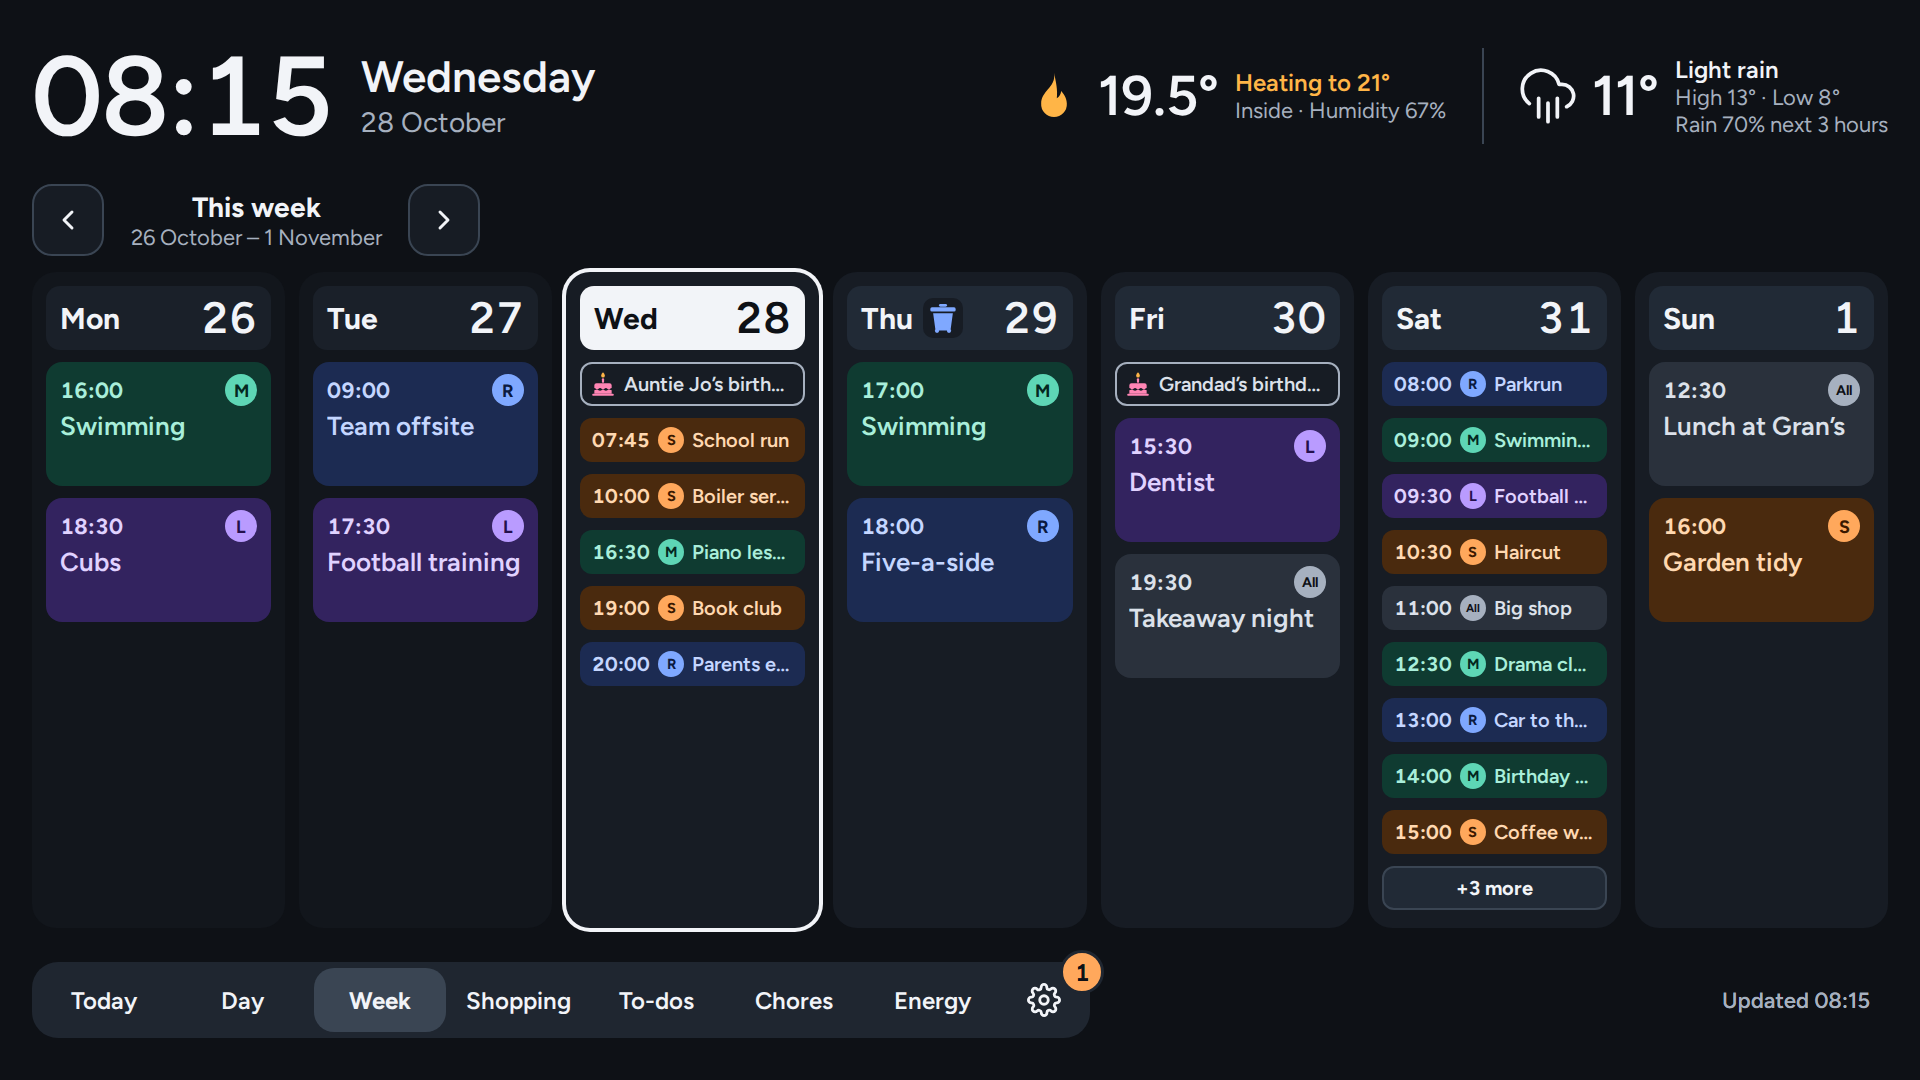 08:15
Wednesday
28 October
19.5°
Heating to 21°
Inside · Humidity 67%
11°
Light rain
High 13° · Low 8°
Rain 70% next 3 hours
This week
26 October – 1 November
Mon 26
16:00 M
Swimming
18:30 L
Cubs
Tue 27
09:00 R
Team offsite
17:30 L
Football training
Wed 28
Auntie Jo’s birth...
07:45 S School run
10:00 S Boiler ser...
16:30 M Piano les...
19:00 S Book club
20:00 R Parents e...
Thu 29
17:00 M
Swimming
18:00 R
Five-a-side
Fri 30
Grandad’s birthd...
15:30 L
Dentist
19:30 All
Takeaway night
Sat 31
08:00 R Parkrun
09:00 M Swimmin...
09:30 L Football ...
10:30 S Haircut
11:00 All Big shop
12:30 M Drama cl...
13:00 R Car to th...
14:00 M Birthday ...
15:00 S Coffee w...
+3 more
Sun 1
12:30 All
Lunch at Gran’s
16:00 S
Garden tidy
Today Day Week Shopping To-dos Chores Energy 1
Updated 08:15